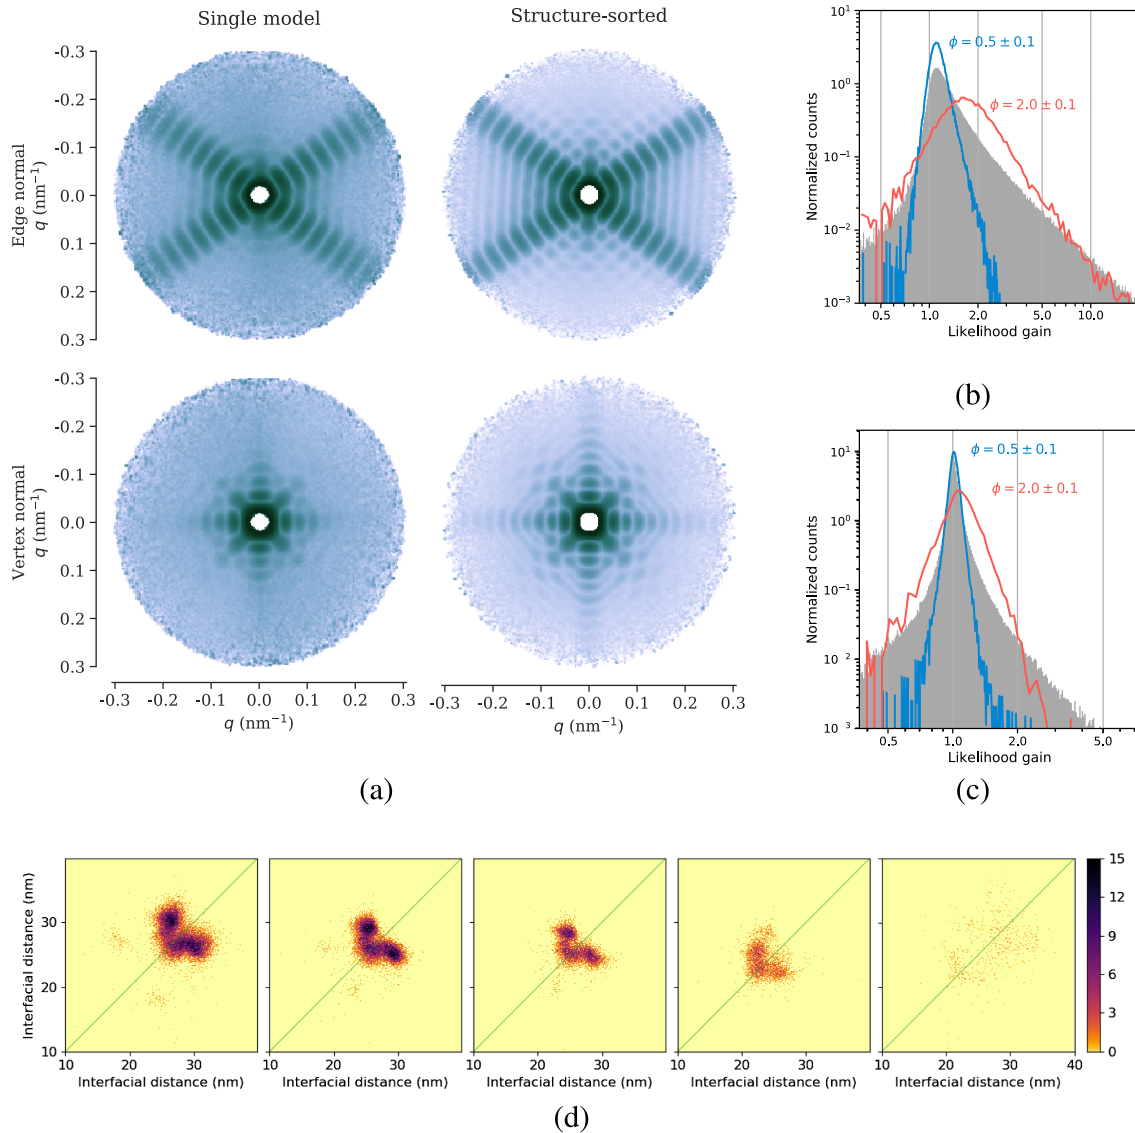 Single model
Structure-sorted
Edge normal
q (nm⁻¹)
-0.3
-0.2
-0.1
0.0
0.1
0.2
0.3
Vertex normal
q (nm⁻¹)
-0.3
-0.2
-0.1
0.0
0.1
0.2
0.3
-0.3 -0.2 -0.1 0.0 0.1 0.2 0.3
q (nm⁻¹)
-0.3 -0.2 -0.1 0.0 0.1 0.2 0.3
q (nm⁻¹)
(a)
Normalized counts
10¹
10⁰
10⁻¹
10⁻²
10⁻³
ϕ = 0.5 ± 0.1
ϕ = 2.0 ± 0.1
0.5 1.0 2.0 5.0 10.0
Likelihood gain
(b)
Normalized counts
10¹
10⁰
10⁻¹
10⁻²
10⁻³
ϕ = 0.5 ± 0.1
ϕ = 2.0 ± 0.1
0.5 1.0 2.0 5.0
Likelihood gain
(c)
Interfacial distance (nm)
30
20
10
10 20 30
Interfacial distance (nm)
10 20 30
Interfacial distance (nm)
10 20 30
Interfacial distance (nm)
10 20 30
Interfacial distance (nm)
10 20 30 40
Interfacial distance (nm)
15
12
9
6
3
0
(d)